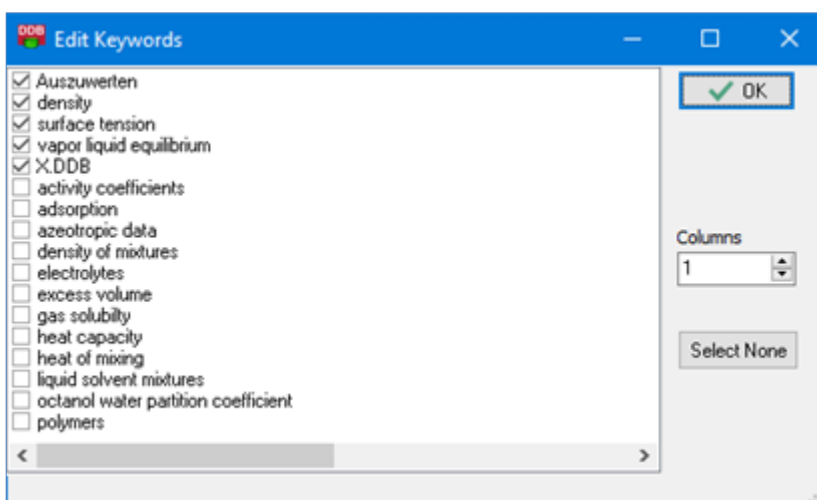 DDB Edit Keywords
Auszuwerten
density
surface tension
vapor liquid equilibrium
X.DDB
activity coefficients
adsorption
azeotropic data
density of mixtures
electrolytes
excess volume
gas solubilty
heat capacity
heat of mixing
liquid solvent mixtures
octanol water partition coefficient
polymers
OK
Columns
1
Select None